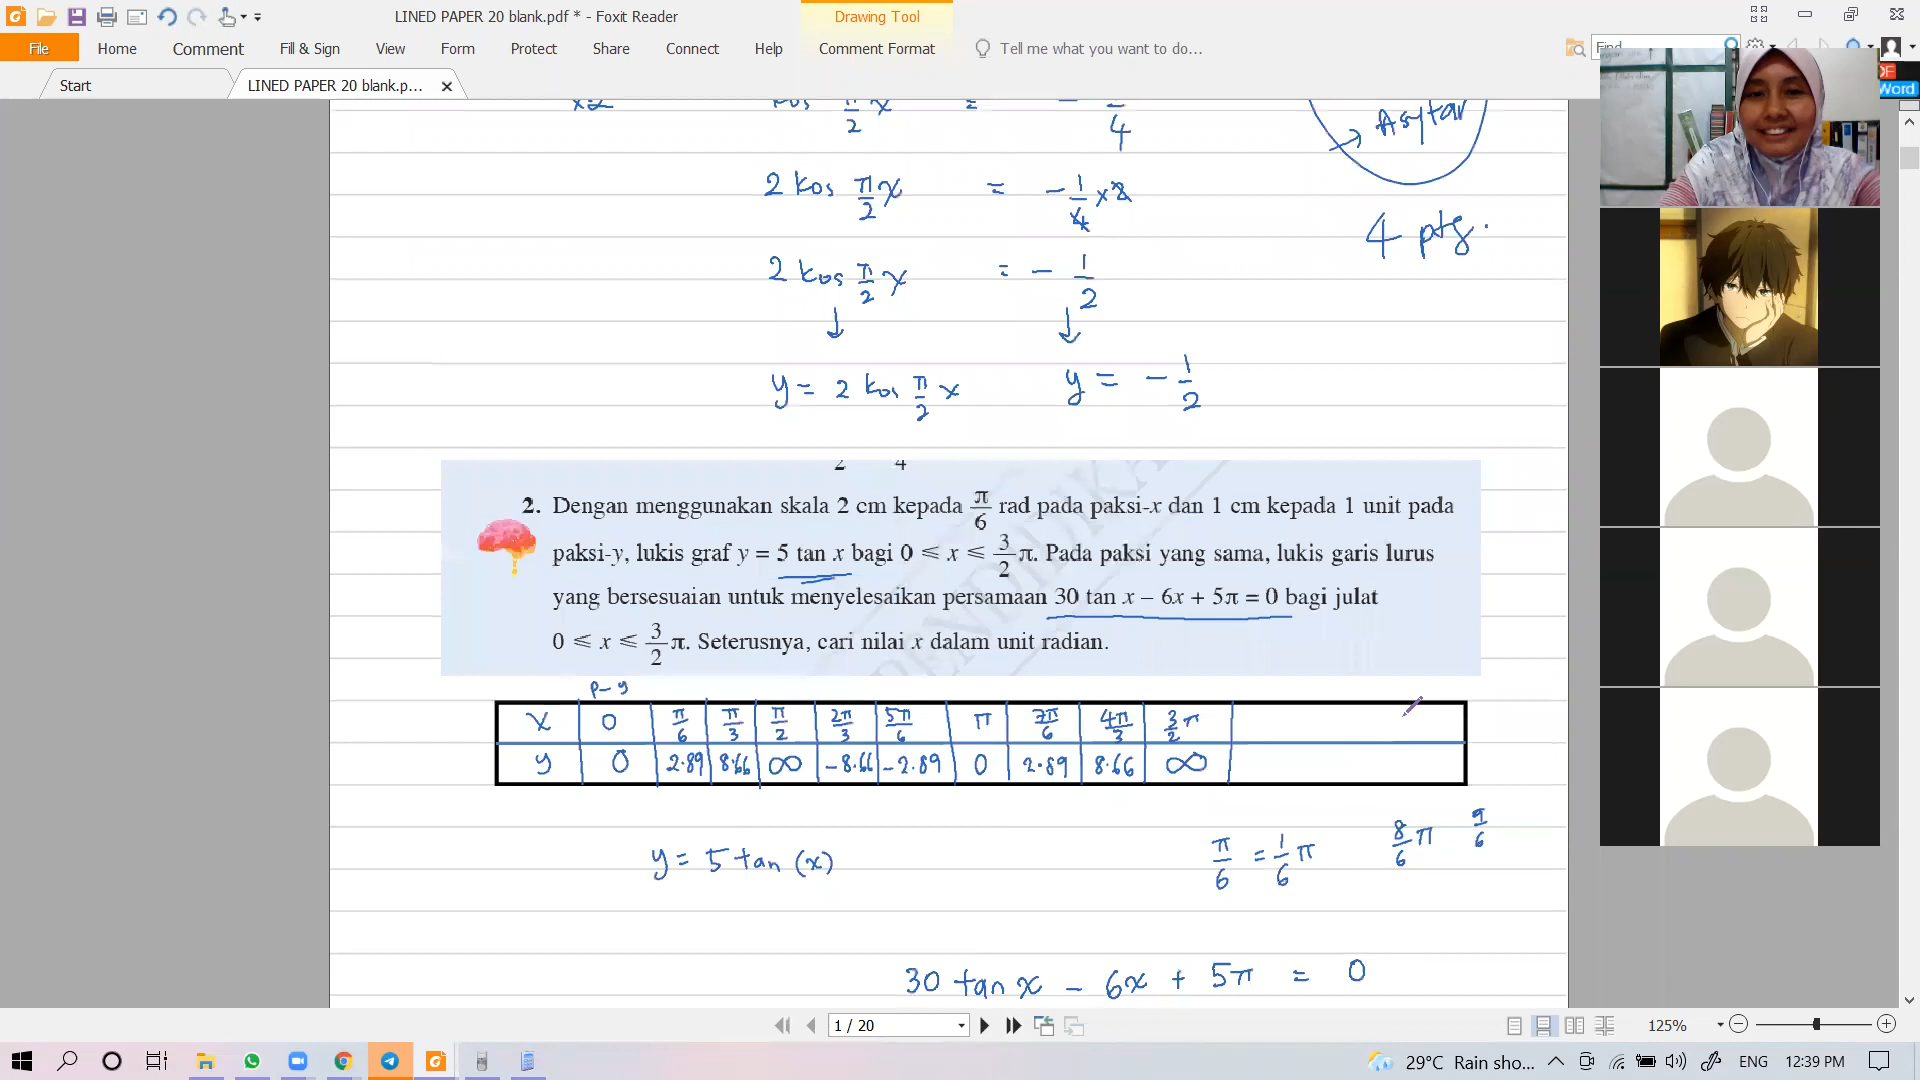 LINED PAPER 20 blank.pdf * - Foxit Reader
Drawing Tool
File Home Comment Fill & Sign View Form Protect Share Connect Help Comment Format Tell me what you want to do...
Find
Start LINED PAPER 20 blank.p...
Word
kos π/2 x = - /4
2 kos π/2 x = - 1/4 x 2
4 ptg.
2 kos π/2 x = - 1/2
y = 2 kos π/2 x y = - 1/2
2 4
2. Dengan menggunakan skala 2 cm kepada π/6 rad pada paksi-x dan 1 cm kepada 1 unit pada
paksi-y, lukis graf y = 5 tan x bagi 0 ⩽ x ⩽ 3/2 π. Pada paksi yang sama, lukis garis lurus
yang bersesuaian untuk menyelesaikan persamaan 30 tan x – 6x + 5π = 0 bagi julat
0 ⩽ x ⩽ 3/2 π. Seterusnya, cari nilai x dalam unit radian.
P-y
x 0 π/6 π/3 π/2 2π/3 5π/6 π 7π/6 4π/3 3/2 π
y 0 2.89 8.66 ∞ -8.66 -2.89 0 2.89 8.66 ∞
y = 5 tan (x) π/6 = 1/6 π 8/6 π 9/6
30 tan x - 6x + 5π = 0
1 / 20
125%
29°C Rain sho... ENG 12:39 PM